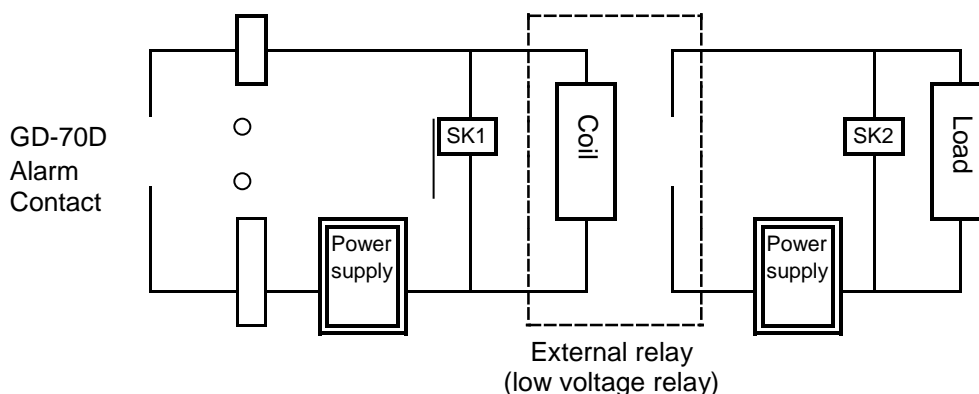 GD-70D
Alarm
Contact
SK1
Coil
Power
supply
SK2
Load
Power
supply
External relay
(low voltage relay)